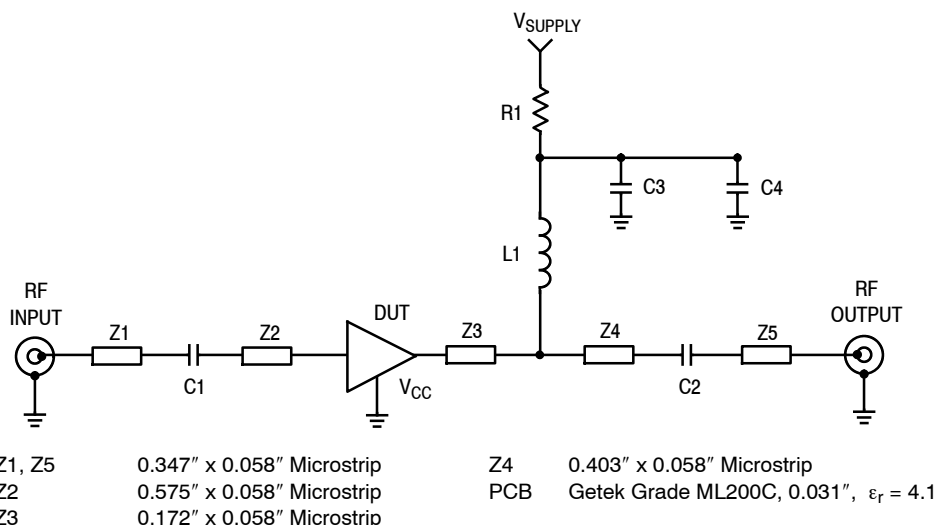 VSUPPLY
R1
C3
C4
L1
RF
INPUT
RF
OUTPUT
DUT
Z1
Z2
Z3
Z4
Z5
C1
VCC
C2
Z1, Z5 0.347″ x 0.058″ Microstrip
Z2 0.575″ x 0.058″ Microstrip
Z3 0.172″ x 0.058″ Microstrip
Z4 0.403″ x 0.058″ Microstrip
PCB Getek Grade ML200C, 0.031″, εr = 4.1